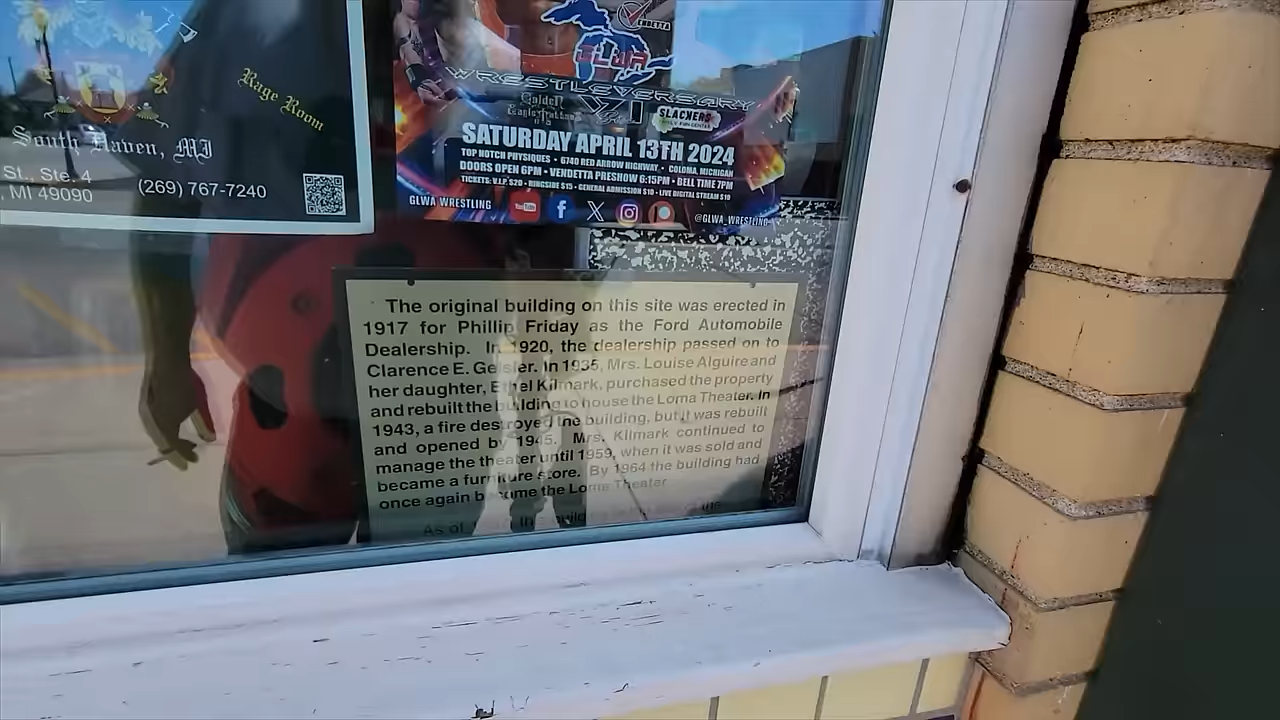 Rage Room
South Haven, MI
St., Ste. 4
, MI 49090
(269) 767-7240
VENDETTA
GLWA
WRESTLEVERSARY
VI
Golden
Eagle Tattoo
SLACKERS
SATURDAY APRIL 13TH 2024
TOP NOTCH PHYSIQUES • 6740 RED ARROW HIGHWAY • COLOMA, MICHIGAN
DOORS OPEN 6PM • VENDETTA PRESHOW 6:15PM • BELL TIME 7PM
TICKETS: V.I.P. $20 • RINGSIDE $15 • GENERAL ADMISSION $10 • LIVE DIGITAL STREAM $10
GLWA WRESTLING
YouTube
@GLWA_WRESTLING
The original building on this site was erected in
1917 for Phillip Friday as the Ford Automobile
Dealership. In 1920, the dealership passed on to
Clarence E. Geisler. In 1935, Mrs. Louise Alguire and
her daughter, Ethel Kilmark, purchased the property
and rebuilt the building to house the Loma Theater. In
1943, a fire destroyed the building, but it was rebuilt
and opened by 1945. Mrs. Kilmark continued to
manage the theater until 1959, when it was sold and
became a furniture store. By 1964 the building had
once again become the Loma Theater
As of